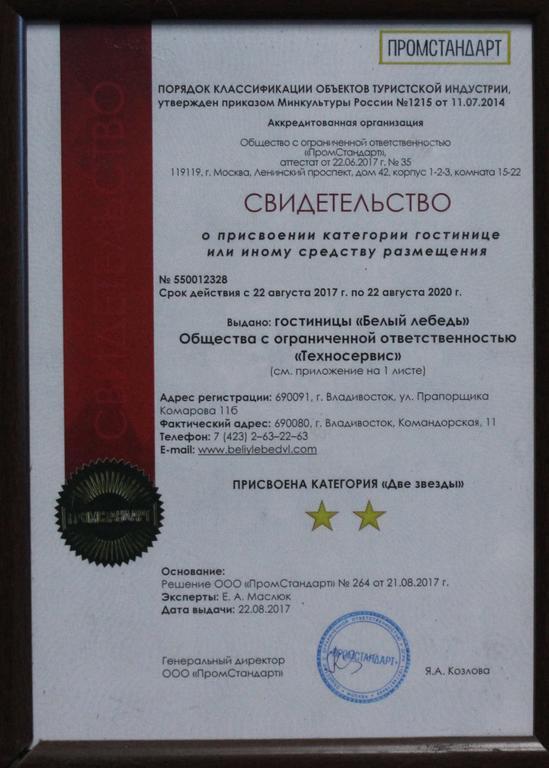 ПРОМСТАНДАРТ
ПОРЯДОК КЛАССИФИКАЦИИ ОБЪЕКТОВ ТУРИСТСКОЙ ИНДУСТРИИ,
утвержден приказом Минкультуры России №1215 от 11.07.2014
Аккредитованная организация
Общество с ограниченной ответственностью
«ПромСтандарт»,
аттестат от 22.06.2017 г. № 35
119119, г. Москва, Ленинский проспект, дом 42, корпус 1-2-3, комната 15-22
СВИДЕТЕЛЬСТВО
о присвоении категории гостинице
или иному средству размещения
№ 550012328
Срок действия с 22 августа 2017 г. по 22 августа 2020 г.
Выдано: гостиницы «Белый лебедь»
Общества с ограниченной ответственностью
«Техносервис»
(см. приложение на 1 листе)
Адрес регистрации: 690091, г. Владивосток, ул. Прапорщика
Комарова 11б
Фактический адрес: 690080, г. Владивосток, Командорская, 11
Телефон: 7 (423) 2–63–22–63
E-mail: www.beliylebedvl.com
ПРИСВОЕНА КАТЕГОРИЯ «Две звезды»
Основание:
Решение ООО «ПромСтандарт» № 264 от 21.08.2017 г.
Эксперты: Е. А. Маслюк
Дата выдачи: 22.08.2017
Генеральный директор
ООО «ПромСтандарт»
Я.А. Козлова
СВИДЕТЕЛЬСТВО
ПРОМСТАНДАРТ
ПРОМСТАНДАРТ